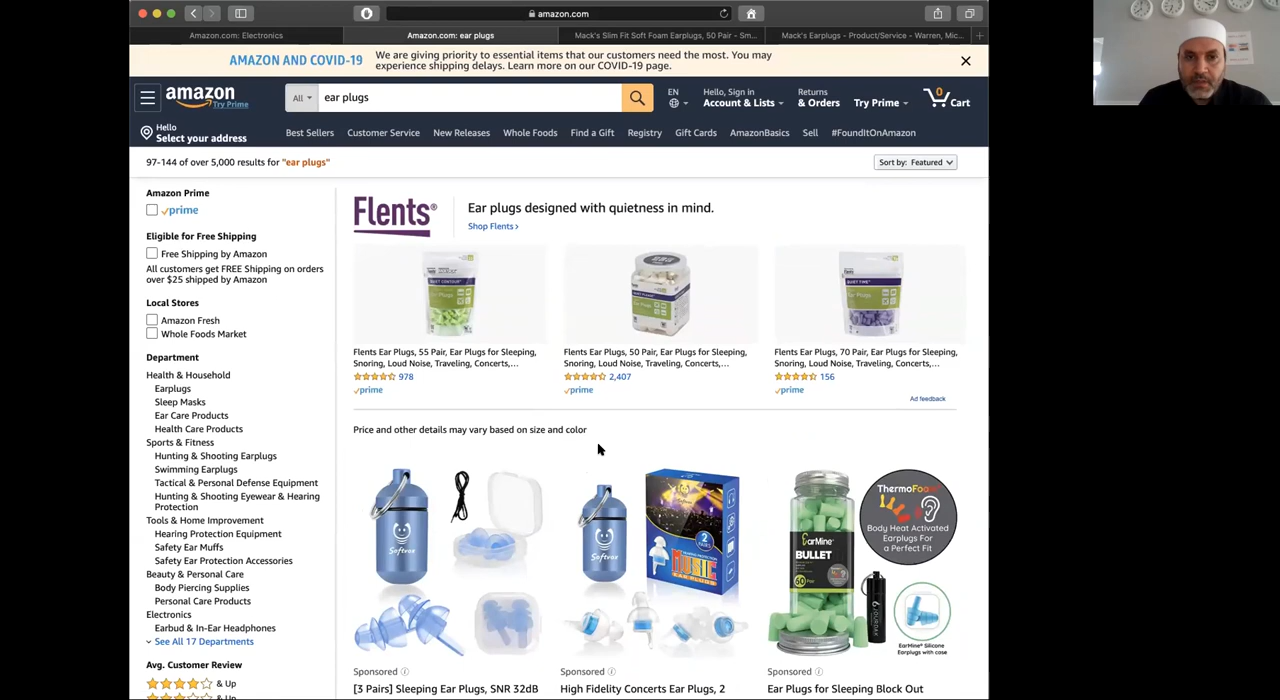 amazon.com
Amazon.com: Electronics
Amazon.com: ear plugs
Mack's Slim Fit Soft Foam Earplugs, 50 Pair - Sm...
Mack's Earplugs - Product/Service - Warren, Mic...
AMAZON AND COVID-19
We are giving priority to essential items that our customers need the most. You may
experience shipping delays. Learn more on our COVID-19 page.
amazon
Try Prime
All
ear plugs
EN
Hello, Sign in
Account & Lists
Returns
& Orders
Try Prime
0
Cart
Hello
Select your address
Best Sellers
Customer Service
New Releases
Whole Foods
Find a Gift
Registry
Gift Cards
AmazonBasics
Sell
#FoundItOnAmazon
97-144 of over 5,000 results for "ear plugs"
Sort by: Featured
Amazon Prime
prime
Eligible for Free Shipping
Free Shipping by Amazon
All customers get FREE Shipping on orders
over $25 shipped by Amazon
Local Stores
Amazon Fresh
Whole Foods Market
Department
Health & Household
Earplugs
Sleep Masks
Ear Care Products
Health Care Products
Sports & Fitness
Hunting & Shooting Earplugs
Swimming Earplugs
Tactical & Personal Defense Equipment
Hunting & Shooting Eyewear & Hearing
Protection
Tools & Home Improvement
Hearing Protection Equipment
Safety Ear Muffs
Safety Ear Protection Accessories
Beauty & Personal Care
Body Piercing Supplies
Personal Care Products
Electronics
Earbud & In-Ear Headphones
See All 17 Departments
Avg. Customer Review
& Up
& Up
Flents®
Ear plugs designed with quietness in mind.
Shop Flents ›
Flents Ear Plugs, 55 Pair, Ear Plugs for Sleeping,
Snoring, Loud Noise, Traveling, Concerts,...
978
prime
Flents Ear Plugs, 50 Pair, Ear Plugs for Sleeping,
Snoring, Loud Noise, Traveling, Concerts,...
2,407
prime
Flents Ear Plugs, 70 Pair, Ear Plugs for Sleeping,
Snoring, Loud Noise, Traveling, Concerts,...
156
prime
Ad feedback
Price and other details may vary based on size and color
Softvox
Softvox
2
PAIRS
MUSIC
EAR PLUGS
EarMine
BULLET
60
ThermoFoam
Body Heat Activated
Earplugs For
a Perfect Fit
EarMine® Silicone
Earplugs with case
Sponsored
[3 Pairs] Sleeping Ear Plugs, SNR 32dB
Sponsored
High Fidelity Concerts Ear Plugs, 2
Sponsored
Ear Plugs for Sleeping Block Out